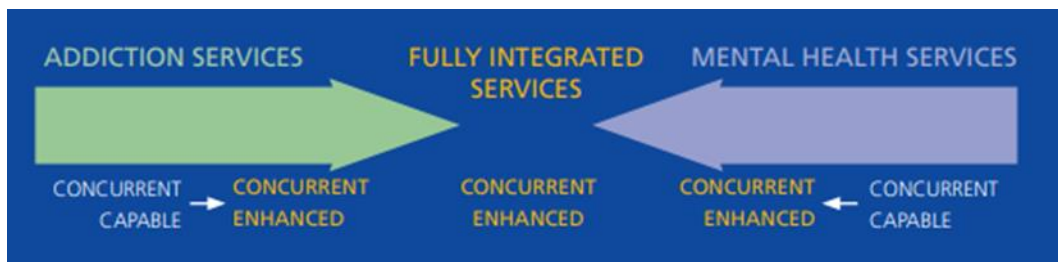 ADDICTION SERVICES
FULLY INTEGRATED
SERVICES
MENTAL HEALTH SERVICES
CONCURRENT
CAPABLE
CONCURRENT
ENHANCED
CONCURRENT
ENHANCED
CONCURRENT
ENHANCED
CONCURRENT
CAPABLE